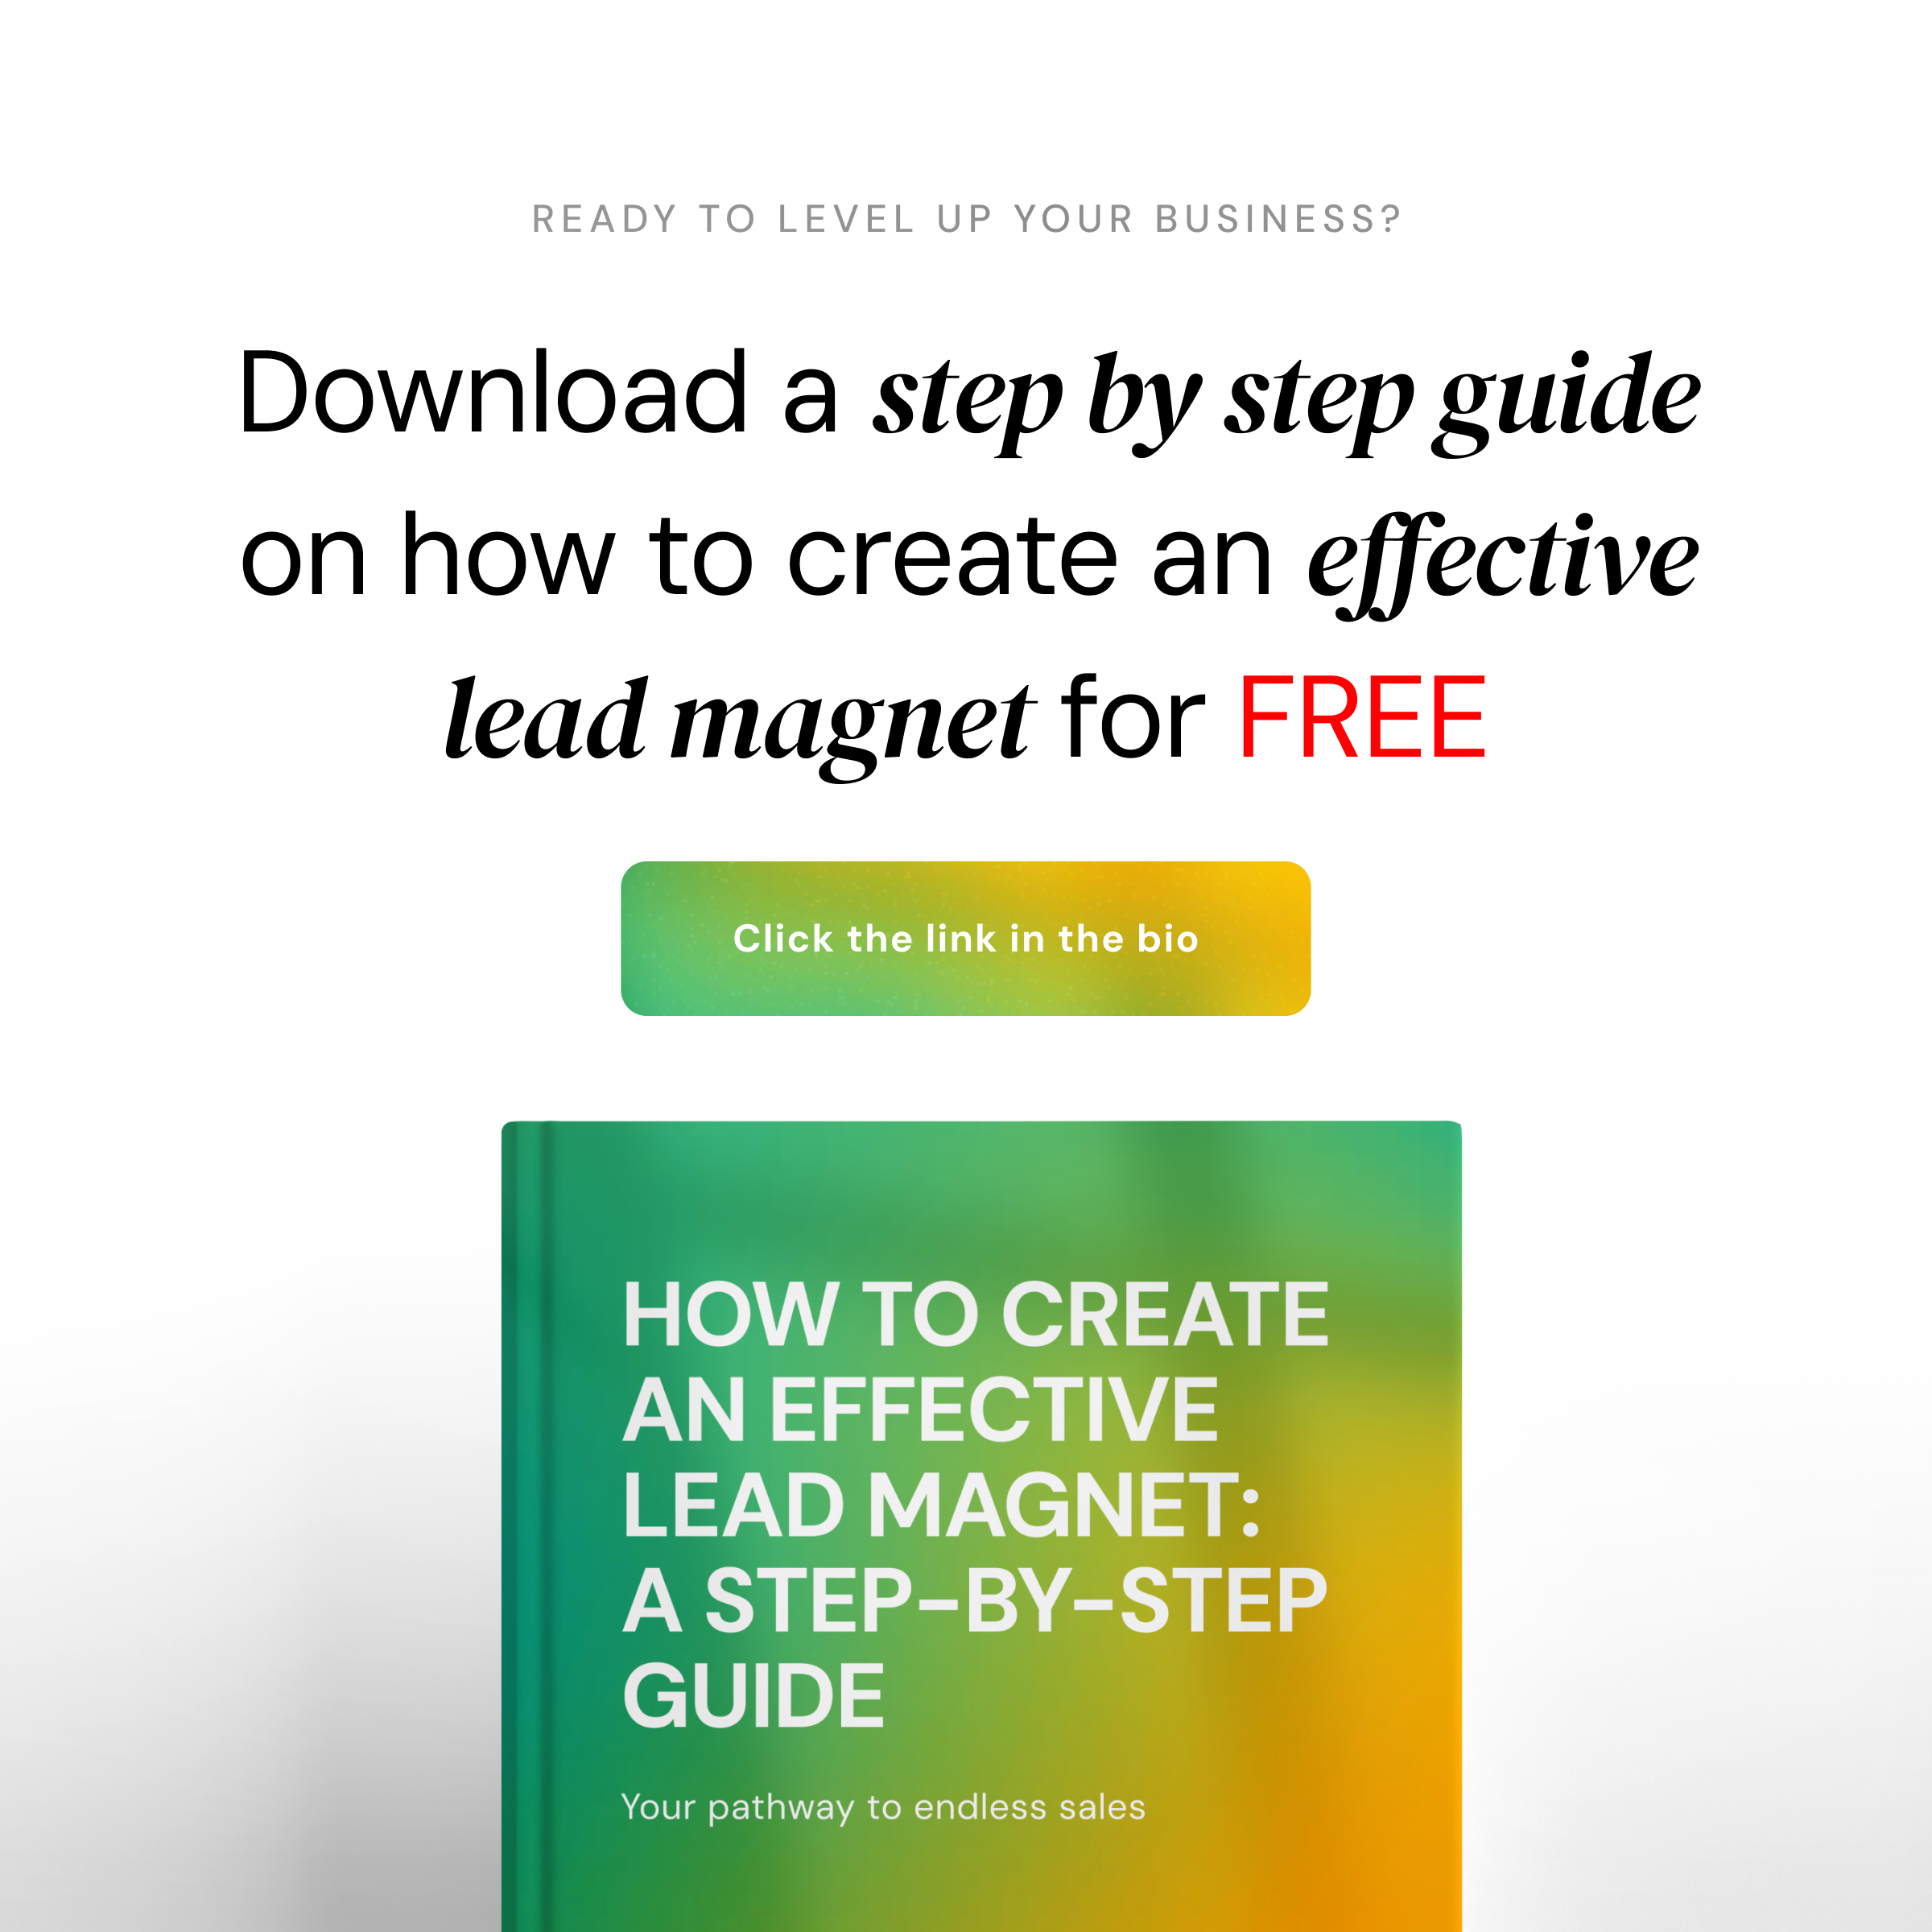 READY TO LEVEL UP YOUR BUSINESS?
Download a step by step guide
on how to create an effective
lead magnet for FREE
Click the link in the bio
HOW TO CREATE
AN EFFECTIVE
LEAD MAGNET:
A STEP-BY-STEP
GUIDE
Your pathway to endless sales